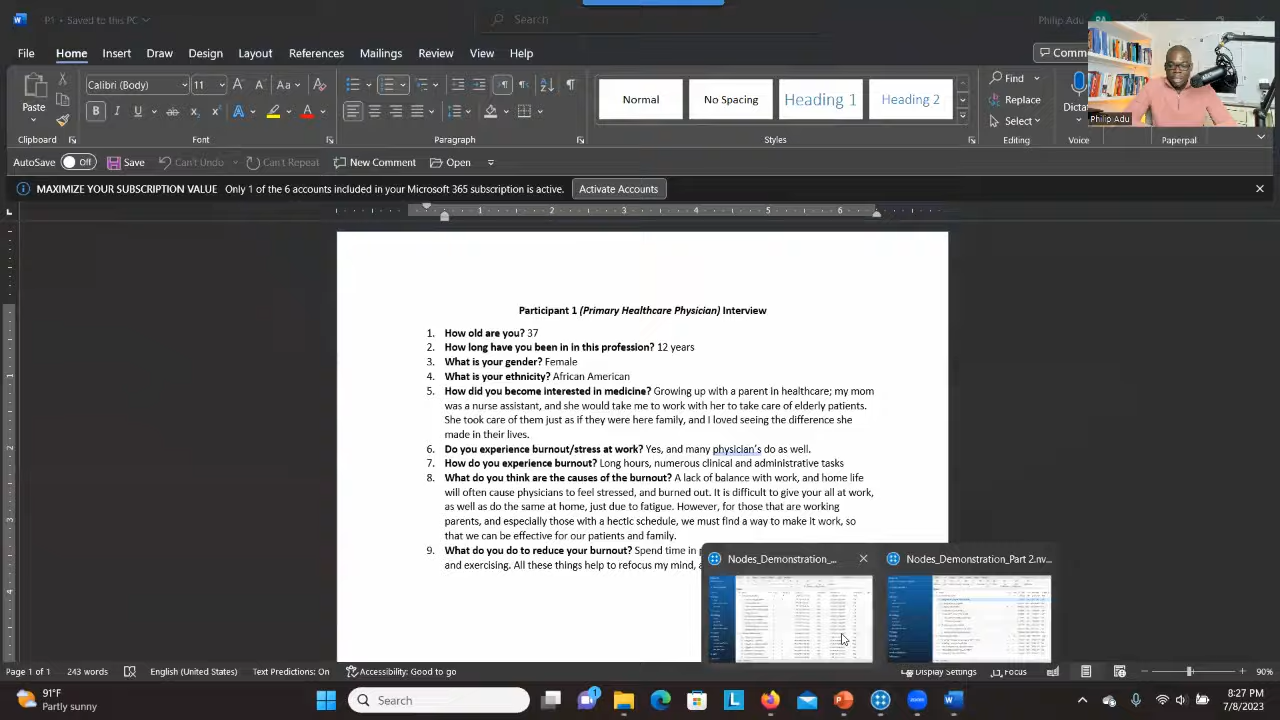 P1 • Saved to this PC
Search
Philip Adu
File Home Insert Draw Design Layout References Mailings Review View Help
Comm
Paste
Calibri (Body) 11
Normal
No Spacing
Heading 1
Heading 2
Find
Replace
Select
Dictat
Philip Adu
Clipboard Font Paragraph Styles Editing Voice Paperpal
AutoSave Off Save Can't Undo Can't Repeat New Comment Open
MAXIMIZE YOUR SUBSCRIPTION VALUE Only 1 of the 6 accounts included in your Microsoft 365 subscription is active. Activate Accounts
1 2 3 4 5 6
Participant 1 (Primary Healthcare Physician) Interview
1. How old are you? 37
2. How long have you been in in this profession? 12 years
3. What is your gender? Female
4. What is your ethnicity? African American
5. How did you become interested in medicine? Growing up with a parent in healthcare; my mom
was a nurse assistant, and she would take me to work with her to take care of elderly patients.
She took care of them just as if they were here family, and I loved seeing the difference she
made in their lives.
6. Do you experience burnout/stress at work? Yes, and many physician's do as well.
7. How do you experience burnout? Long hours, numerous clinical and administrative tasks
8. What do you think are the causes of the burnout? A lack of balance with work, and home life
will often cause physicians to feel stressed, and burned out. It is difficult to give your all at work,
as well as do the same at home, just due to fatigue. However, for those that are working
parents, and especially those with a hectic schedule, we must find a way to make it work, so
that we can be effective for our patients and family.
9. What do you do to reduce your burnout? Spend time in
and exercising. All these things help to refocus my mind,
Nodes_Demonstration_...
Nodes_Demonstration_Part 2.nv...
Display Settings Focus 90%
91°F
Partly sunny
Search
1
8:27 PM
7/8/2023